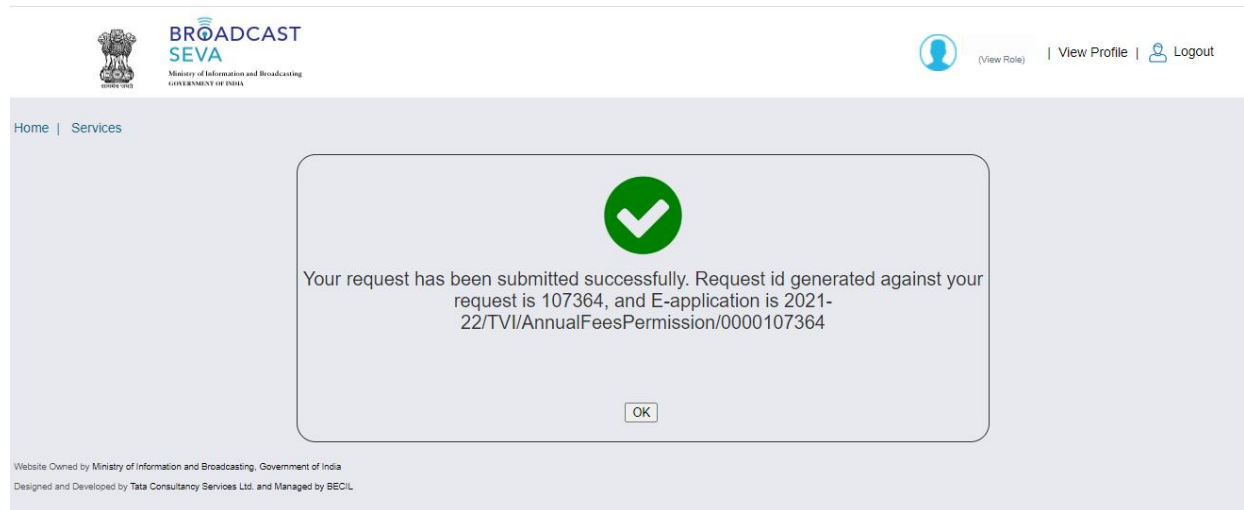 BROADCAST
SEVA
Ministry of Information and Broadcasting
GOVERNMENT OF INDIA
सत्यमेव जयते
(View Role) | View Profile | Logout
Home | Services
Your request has been submitted successfully. Request id generated against your
request is 107364, and E-application is 2021-
22/TVI/AnnualFeesPermission/0000107364
OK
Website Owned by Ministry of Information and Broadcasting, Government of India
Designed and Developed by Tata Consultancy Services Ltd. and Managed by BECIL